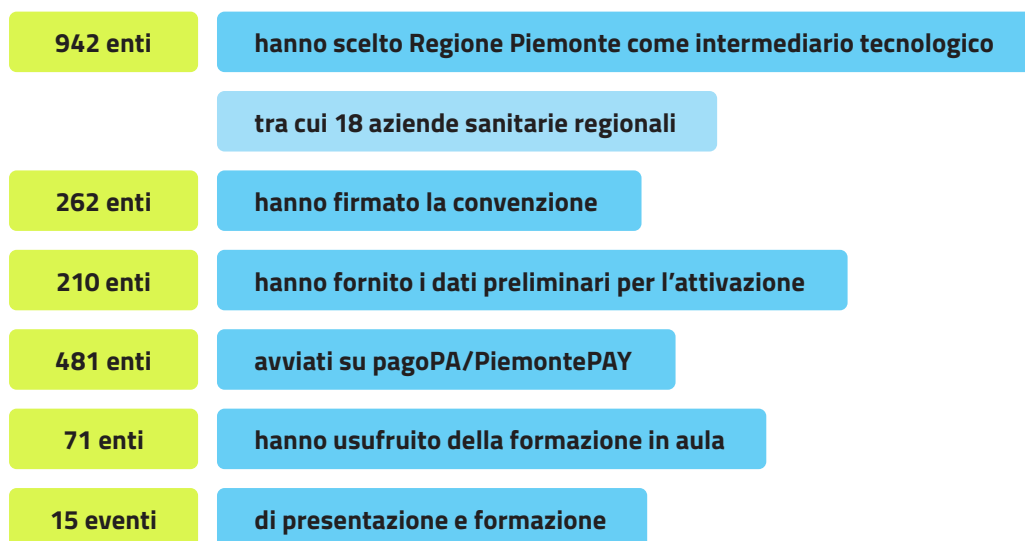 942 enti hanno scelto Regione Piemonte come intermediario tecnologico
tra cui 18 aziende sanitarie regionali
262 enti hanno firmato la convenzione
210 enti hanno fornito i dati preliminari per l’attivazione
481 enti avviati su pagoPA/PiemontePAY
71 enti hanno usufruito della formazione in aula
15 eventi di presentazione e formazione